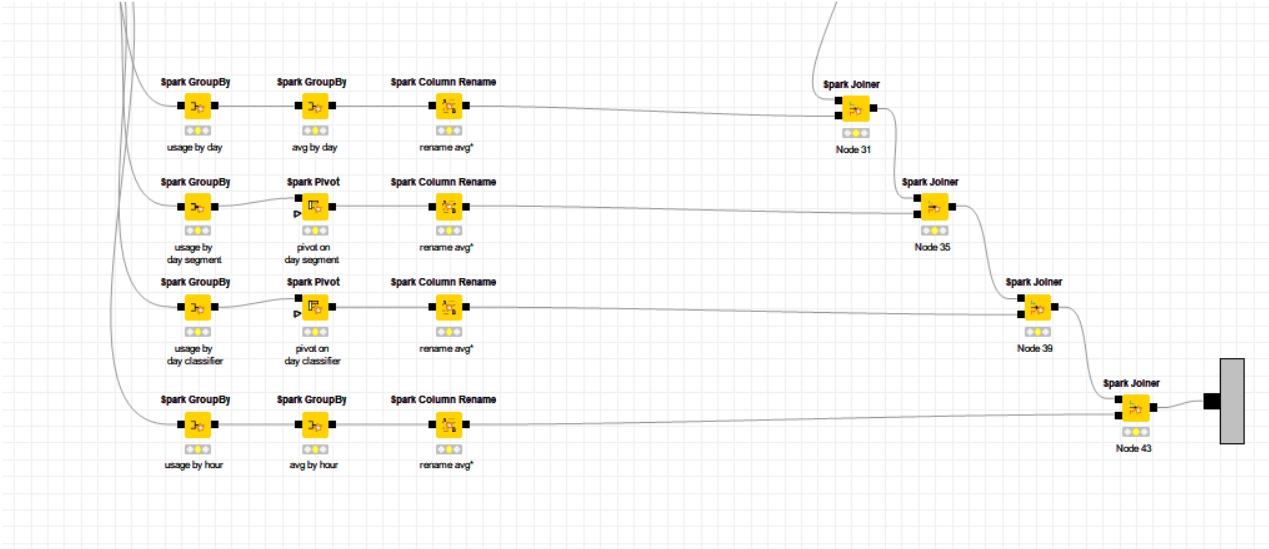 Spark GroupBy
Spark GroupBy
Spark Column Rename
Spark Joiner
usage by day
avg by day
rename avg*
Node 31
Spark GroupBy
Spark Pivot
Spark Column Rename
Spark Joiner
usage by
day segment
pivot on
day segment
rename avg*
Node 35
Spark GroupBy
Spark Pivot
Spark Column Rename
Spark Joiner
usage by
day classifier
pivot on
day classifier
rename avg*
Node 39
Spark Joiner
Spark GroupBy
Spark GroupBy
Spark Column Rename
Node 43
usage by hour
avg by hour
rename avg*